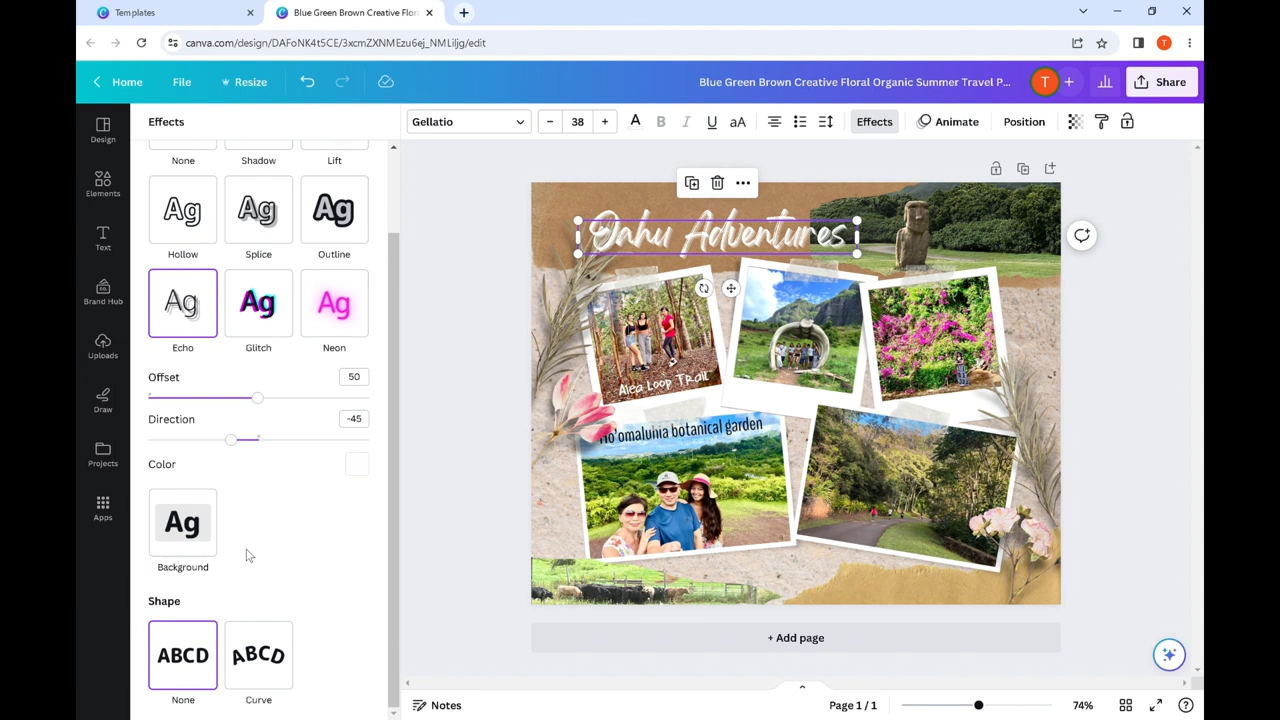 Templates
Blue Green Brown Creative Flor
canva.com/design/DAFoNK4t5CE/3xcmZXNMEzu6ej_NMLiljg/edit
T
Home
File
Resize
Blue Green Brown Creative Floral Organic Summer Travel P...
T
+
Share
Design
Elements
Text
Brand Hub
Uploads
Draw
Projects
Apps
Effects
None
Shadow
Lift
Ag
Ag
Ag
Hollow
Splice
Outline
Ag
Ag
Ag
Echo
Glitch
Neon
Offset
50
Direction
-45
Color
Ag
Background
Shape
ABCD
ABCD
None
Curve
Gellatio
− 38 +
A B I U aA
Effects
Animate
Position
Oahu Adventures
Aiea Loop Trail
Ho'omaluhia botanical garden
+ Add page
Notes
Page 1 / 1
74%